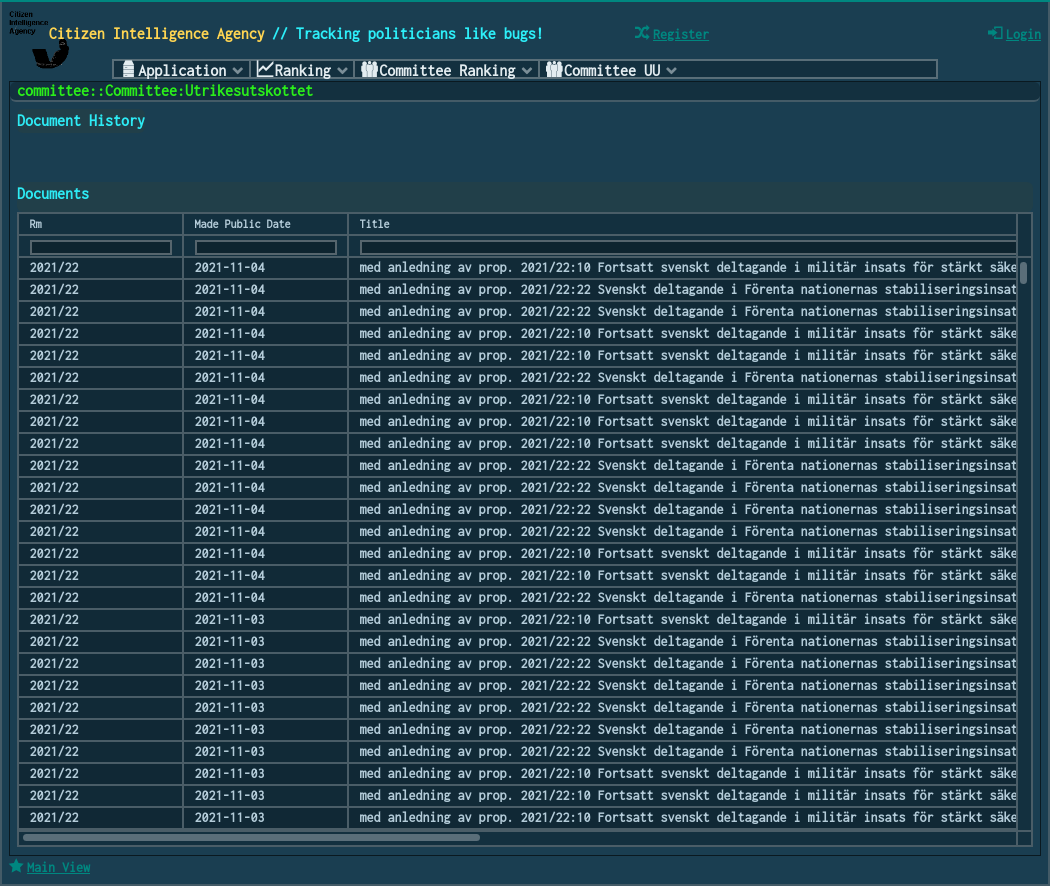 Citizen
Intelligence
Agency
Citizen Intelligence Agency // Tracking politicians like bugs!
Register
Login
Application
Ranking
Committee Ranking
Committee UU
committee::Committee:Utrikesutskottet
Document History
Documents
Rm Made Public Date Title
2021/22 2021-11-04 med anledning av prop. 2021/22:10 Fortsatt svenskt deltagande i militär insats för stärkt säke
2021/22 2021-11-04 med anledning av prop. 2021/22:22 Svenskt deltagande i Förenta nationernas stabiliseringsinsat
2021/22 2021-11-04 med anledning av prop. 2021/22:22 Svenskt deltagande i Förenta nationernas stabiliseringsinsat
2021/22 2021-11-04 med anledning av prop. 2021/22:10 Fortsatt svenskt deltagande i militär insats för stärkt säke
2021/22 2021-11-04 med anledning av prop. 2021/22:10 Fortsatt svenskt deltagande i militär insats för stärkt säke
2021/22 2021-11-04 med anledning av prop. 2021/22:22 Svenskt deltagande i Förenta nationernas stabiliseringsinsat
2021/22 2021-11-04 med anledning av prop. 2021/22:10 Fortsatt svenskt deltagande i militär insats för stärkt säke
2021/22 2021-11-04 med anledning av prop. 2021/22:10 Fortsatt svenskt deltagande i militär insats för stärkt säke
2021/22 2021-11-04 med anledning av prop. 2021/22:10 Fortsatt svenskt deltagande i militär insats för stärkt säke
2021/22 2021-11-04 med anledning av prop. 2021/22:22 Svenskt deltagande i Förenta nationernas stabiliseringsinsat
2021/22 2021-11-04 med anledning av prop. 2021/22:22 Svenskt deltagande i Förenta nationernas stabiliseringsinsat
2021/22 2021-11-04 med anledning av prop. 2021/22:22 Svenskt deltagande i Förenta nationernas stabiliseringsinsat
2021/22 2021-11-04 med anledning av prop. 2021/22:22 Svenskt deltagande i Förenta nationernas stabiliseringsinsat
2021/22 2021-11-04 med anledning av prop. 2021/22:10 Fortsatt svenskt deltagande i militär insats för stärkt säke
2021/22 2021-11-04 med anledning av prop. 2021/22:10 Fortsatt svenskt deltagande i militär insats för stärkt säke
2021/22 2021-11-04 med anledning av prop. 2021/22:22 Svenskt deltagande i Förenta nationernas stabiliseringsinsat
2021/22 2021-11-03 med anledning av prop. 2021/22:10 Fortsatt svenskt deltagande i militär insats för stärkt säke
2021/22 2021-11-03 med anledning av prop. 2021/22:22 Svenskt deltagande i Förenta nationernas stabiliseringsinsat
2021/22 2021-11-03 med anledning av prop. 2021/22:22 Svenskt deltagande i Förenta nationernas stabiliseringsinsat
2021/22 2021-11-03 med anledning av prop. 2021/22:22 Svenskt deltagande i Förenta nationernas stabiliseringsinsat
2021/22 2021-11-03 med anledning av prop. 2021/22:22 Svenskt deltagande i Förenta nationernas stabiliseringsinsat
2021/22 2021-11-03 med anledning av prop. 2021/22:22 Svenskt deltagande i Förenta nationernas stabiliseringsinsat
2021/22 2021-11-03 med anledning av prop. 2021/22:22 Svenskt deltagande i Förenta nationernas stabiliseringsinsat
2021/22 2021-11-03 med anledning av prop. 2021/22:10 Fortsatt svenskt deltagande i militär insats för stärkt säke
2021/22 2021-11-03 med anledning av prop. 2021/22:10 Fortsatt svenskt deltagande i militär insats för stärkt säke
2021/22 2021-11-03 med anledning av prop. 2021/22:10 Fortsatt svenskt deltagande i militär insats för stärkt säke
Main View